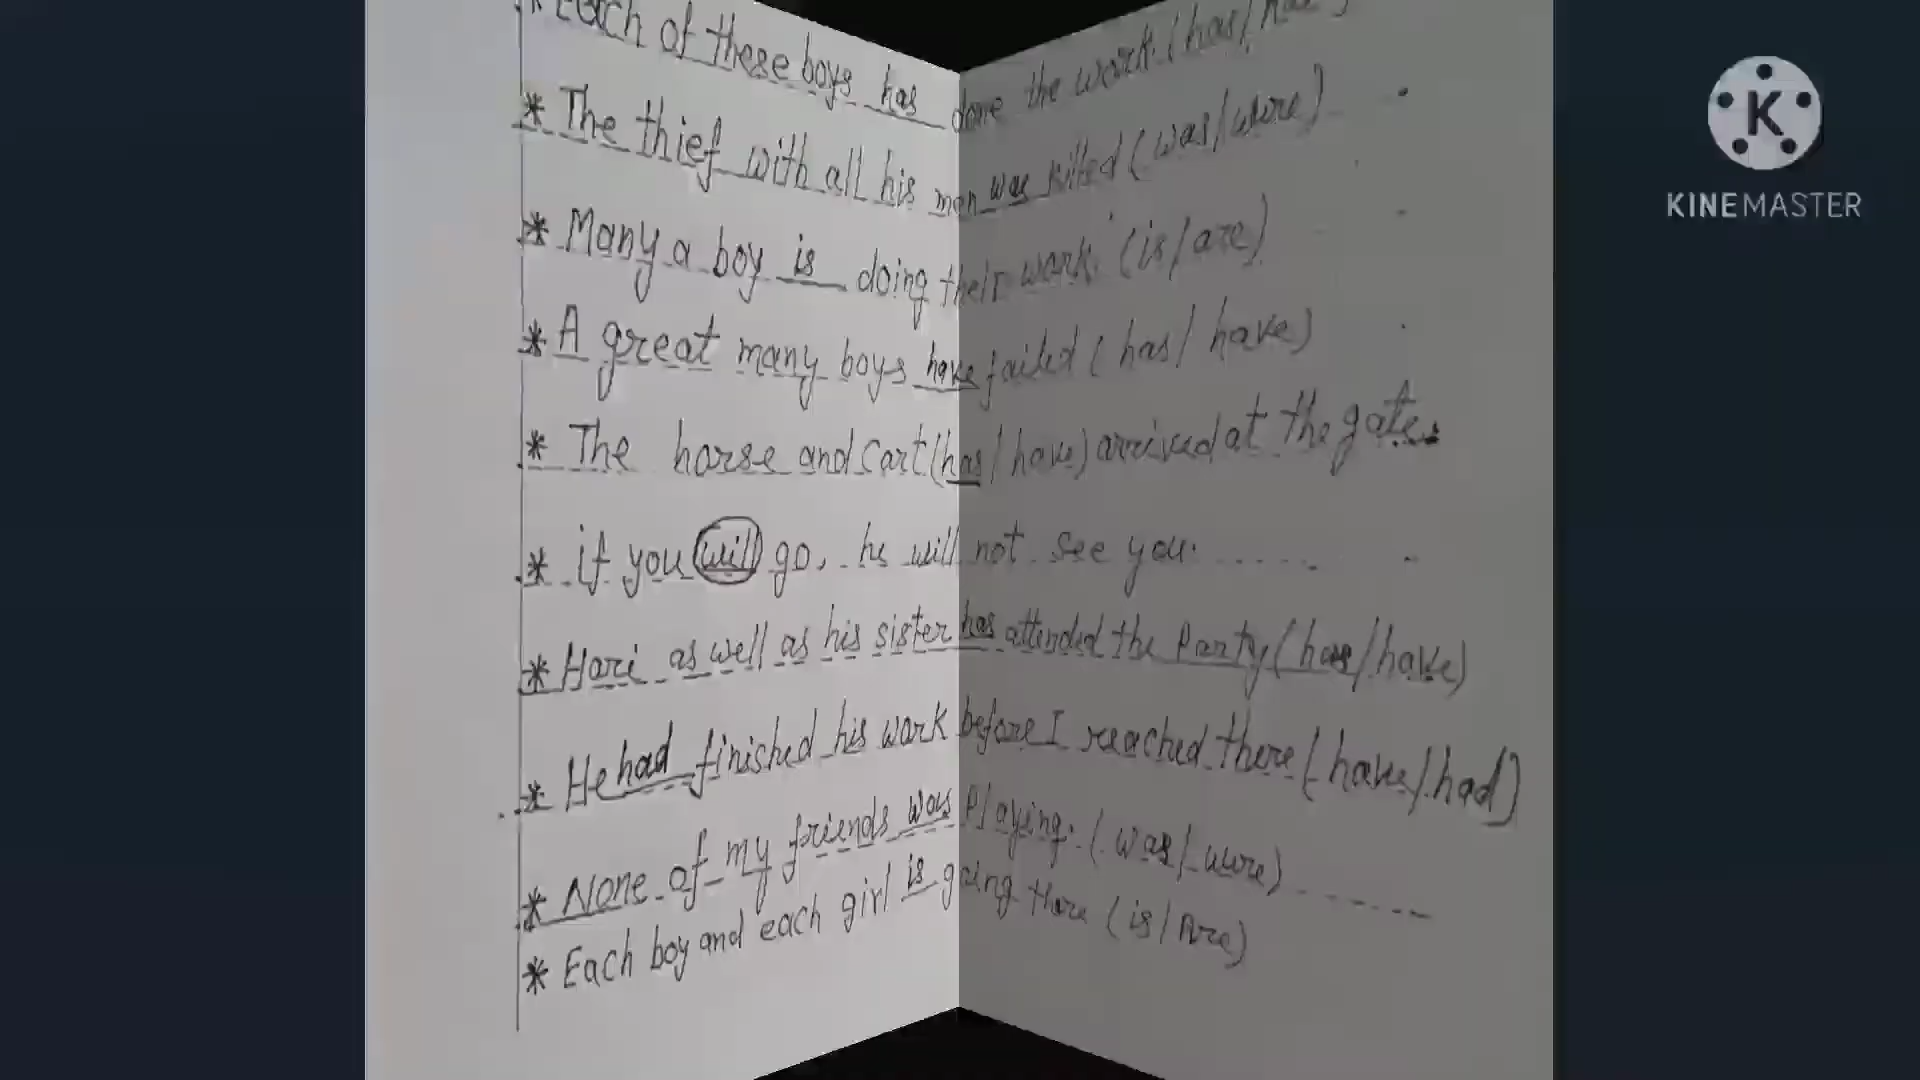 * Each of these boys has done the work. (has/have)
* The thief with all his men was killed (was/were)
* Many a boy is doing their work. (is/are)
* A great many boys have failed (has/have)
* The horse and cart (has/have) arrived at the gate.
* if you will go, he will not see you.
* Hari as well as his sister has attended the Party (has/have)
* He had finished his work before I reached there (have/had)
* None of my friends was Playing. (was/were)
* Each boy and each girl is going there (is/Are)
K
KINEMASTER